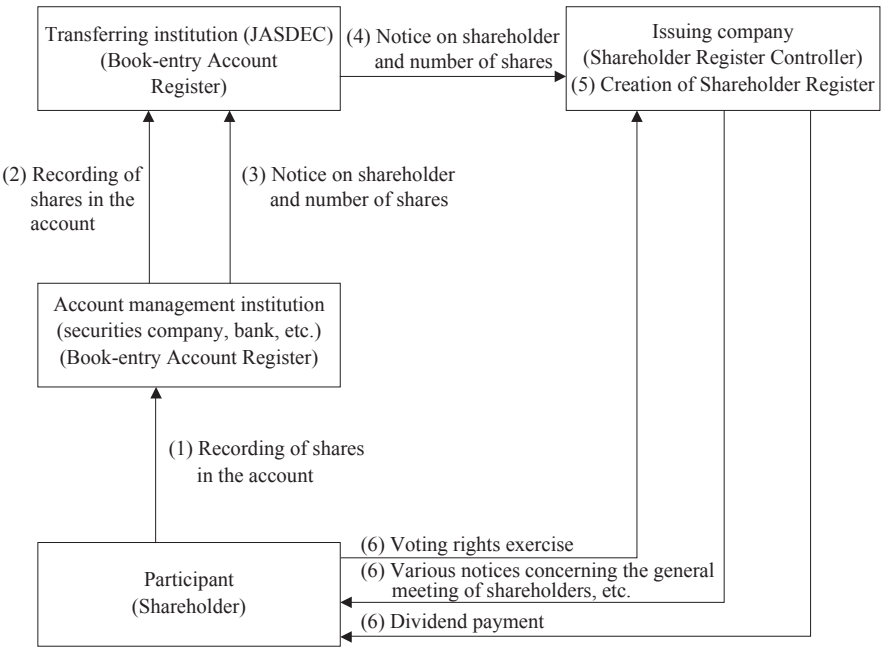 Transferring institution (JASDEC)
(Book-entry Account
Register)
(4) Notice on shareholder
and number of shares
Issuing company
(Shareholder Register Controller)
(5) Creation of Shareholder Register
(2) Recording of
shares in the
account
(3) Notice on shareholder
and number of shares
Account management institution
(securities company, bank, etc.)
(Book-entry Account Register)
(1) Recording of shares
in the account
Participant
(Shareholder)
(6) Voting rights exercise
(6) Various notices concerning the general
meeting of shareholders, etc.
(6) Dividend payment